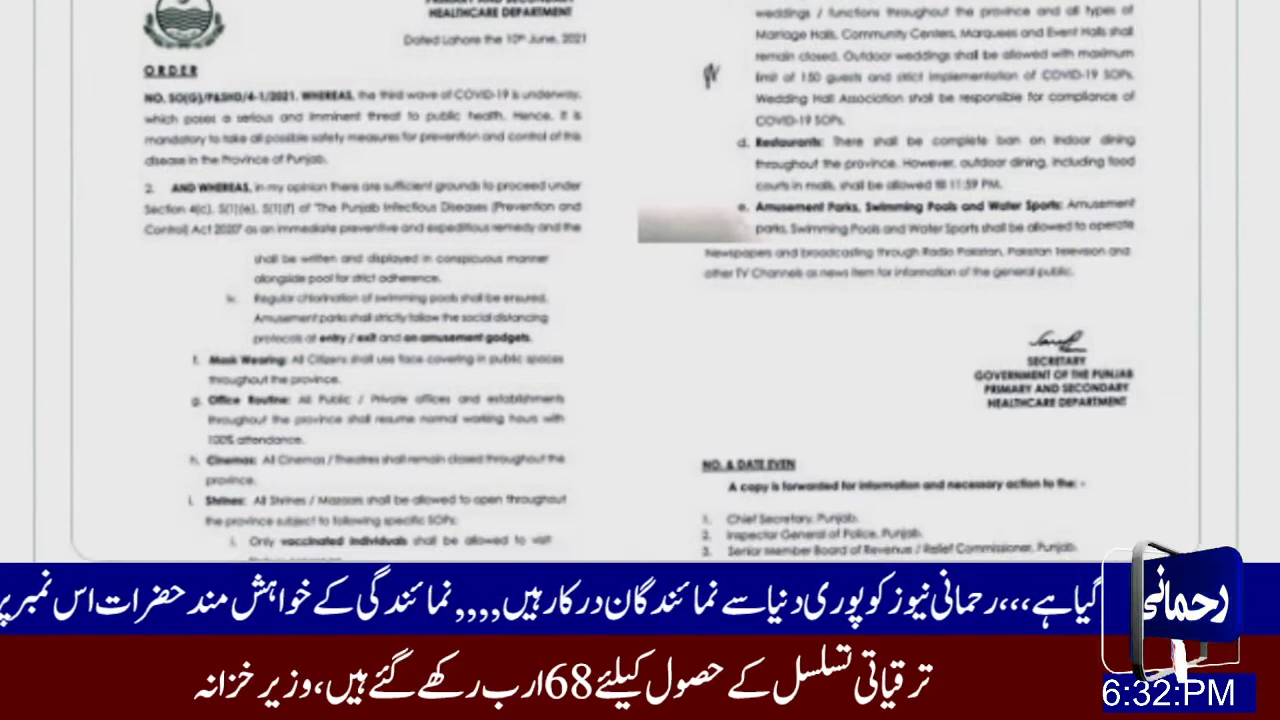 PRIMARY AND SECONDARY
HEALTHCARE DEPARTMENT
Dated Lahore the 10th June, 2021
ORDER
NO. SO(G)/P&SHD/4-1/2021. WHEREAS, the third wave of COVID-19 is underway,
which poses a serious and imminent threat to public health. Hence, it is
mandatory to take all possible safety measures for prevention and control of this
disease in the Province of Punjab.
2. AND WHEREAS, in my opinion there are sufficient grounds to proceed under
Section 4(c), 5(1)(e), 5(1)(f) of "The Punjab Infectious Diseases (Prevention and
Control) Act 2020" as an immediate preventive and expeditious remedy and the
shall be written and displayed in conspicuous manner
alongside pool for strict adherence.
iv. Regular chlorination of swimming pools shall be ensured.
Amusement parks shall strictly follow the social distancing
protocols at entry / exit and on amusement gadgets.
f. Mask Wearing: All Citizens shall use face covering in public spaces
throughout the province.
g. Office Routine: All Public / Private offices and establishments
throughout the province shall resume normal working hours with
100% attendance.
h. Cinemas: All Cinemas / Theatres shall remain closed throughout the
province.
i. Shrines: All Shrines / Mazaars shall be allowed to open throughout
the province subject to following specific SOPs:
i. Only vaccinated individuals shall be allowed to visit
weddings / functions throughout the province and all types of
Marriage Halls, Community Centers, Marquees and Event Halls shall
remain closed. Outdoor weddings shall be allowed with maximum
limit of 150 guests and strict implementation of COVID-19 SOPs.
Wedding Hall Association shall be responsible for compliance of
COVID-19 SOPs.
d. Restaurants: There shall be complete ban on indoor dining
throughout the province. However, outdoor dining, including food
courts in malls, shall be allowed till 11:59 PM.
e. Amusement Parks, Swimming Pools and Water Sports: Amusement
parks, Swimming Pools and Water Sports shall be allowed to operate
Newspapers and broadcasting through Radio Pakistan, Pakistan Television and
other TV Channels as news item for information of the general public.
SECRETARY
GOVERNMENT OF THE PUNJAB
PRIMARY AND SECONDARY
HEALTHCARE DEPARTMENT
NO. & DATE EVEN
A copy is forwarded for information and necessary action to the: -
1. Chief Secretary, Punjab.
2. Inspector General of Police, Punjab.
3. Senior Member Board of Revenue / Relief Commissioner, Punjab.
گیا ہے،،،رحمانی نیوز کو پوری دنیا سے نمائندگان درکار ہیں,,,,نمائندگی کے خواہش مند حضرات اس نمبر پر
رحمانی
ترقیاتی تسلسل کے حصول کیلئے 68 ارب رکھے گئے ہیں، وزیر خزانہ
6:32:PM